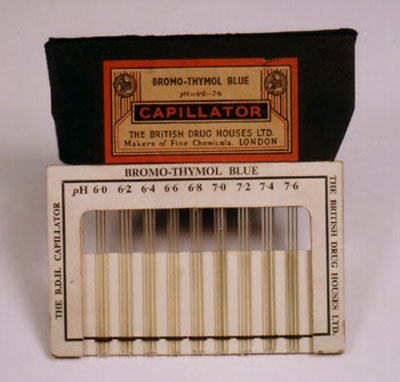 BROMO-THYMOL BLUE
pH=6·0--7·6
CAPILLATOR
THE BRITISH DRUG HOUSES LTD.
Makers of Fine Chemicals. LONDON
BROMO-THYMOL BLUE
pH 6·0 6·2 6·4 6·6 6·8 7·0 7·2 7·4 7·6
THE B.D.H. CAPILLATOR
THE BRITISH DRUG HOUSES LTD.